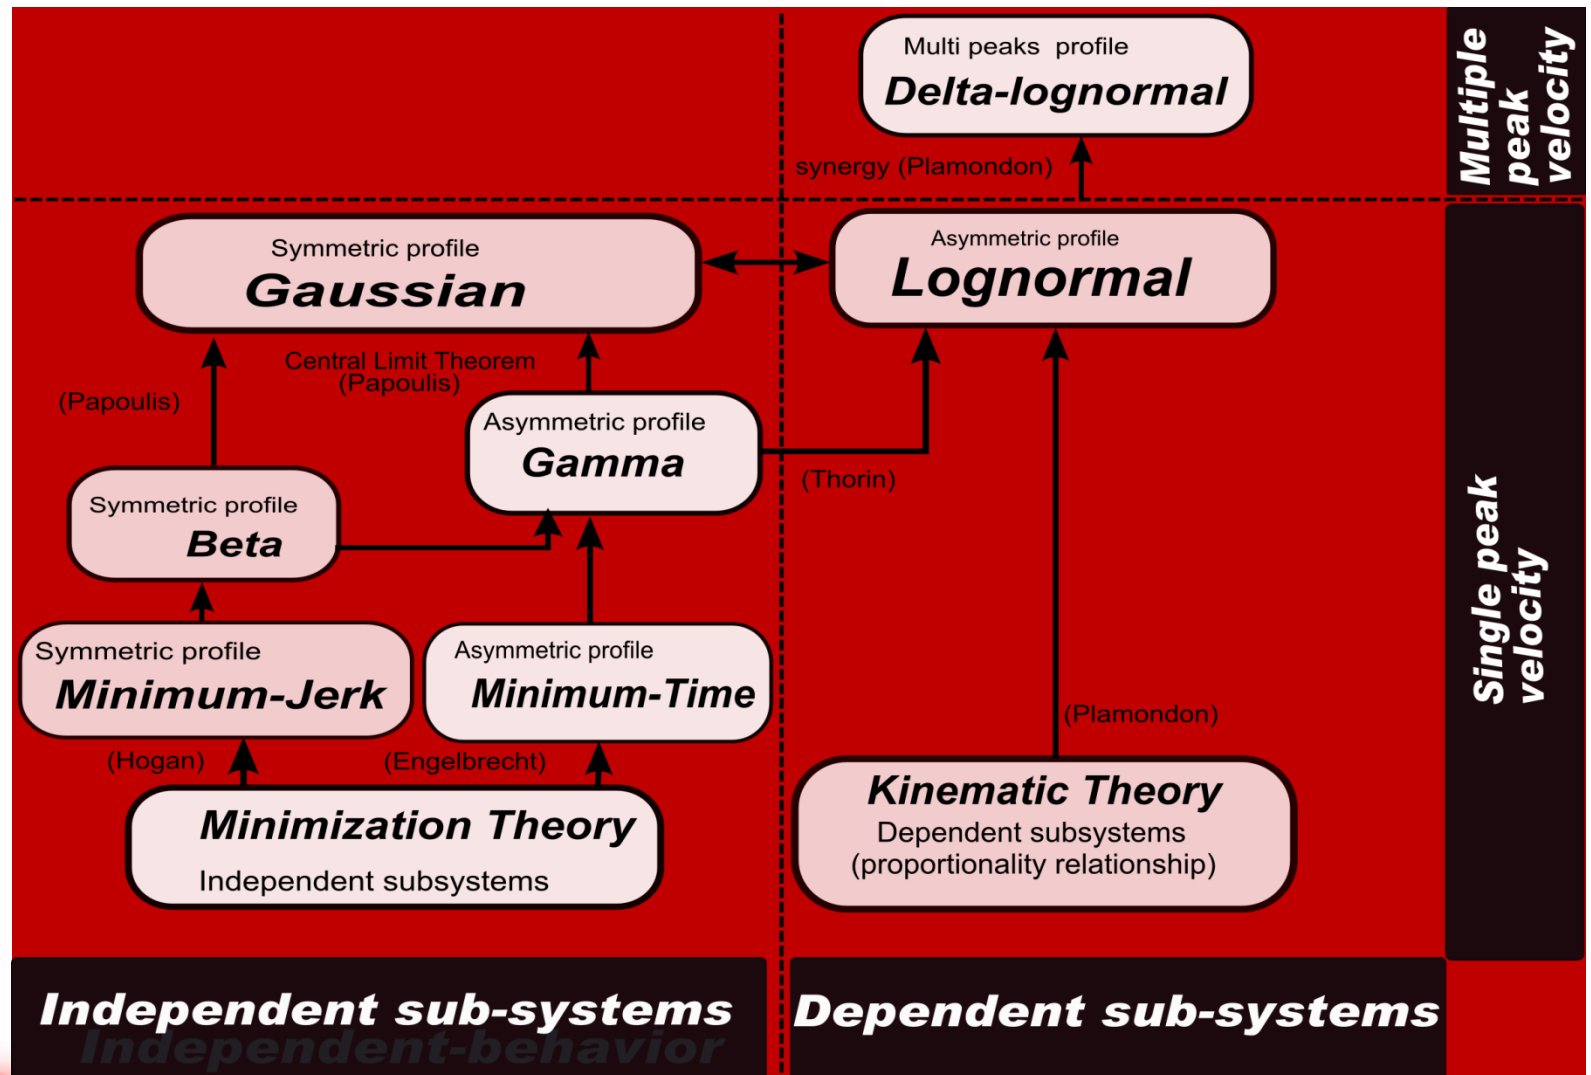 Multi peaks profile
Delta-lognormal
Multiple
peak
velocity
synergy (Plamondon)
Symmetric profile
Gaussian
Asymmetric profile
Lognormal
Central Limit Theorem
(Papoulis)
(Papoulis)
Asymmetric profile
Gamma
(Thorin)
Symmetric profile
Beta
Single peak
velocity
Symmetric profile
Minimum-Jerk
Asymmetric profile
Minimum-Time
(Plamondon)
(Hogan)
(Engelbrecht)
Minimization Theory
Independent subsystems
Kinematic Theory
Dependent subsystems
(proportionality relationship)
Independent sub-systems
Independent-behavior
Dependent sub-systems